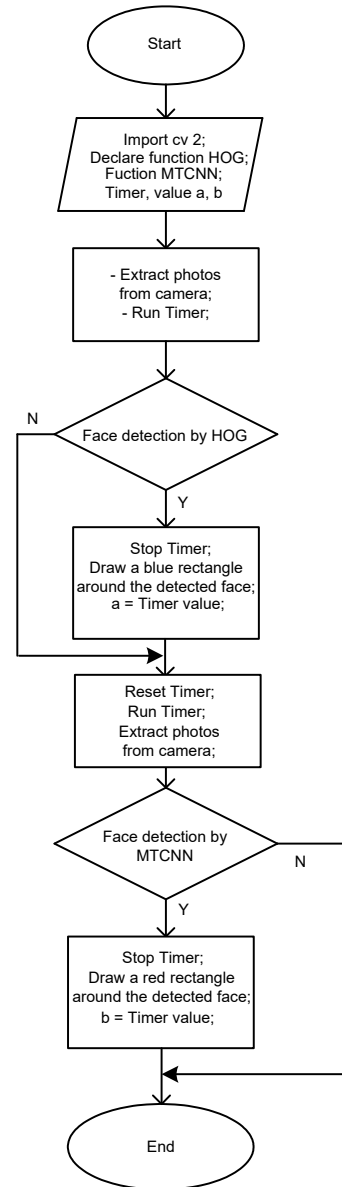 Start
Import cv 2;
Declare function HOG;
Fuction MTCNN;
Timer, value a, b
- Extract photos
from camera;
- Run Timer;
N
Face detection by HOG
Y
Stop Timer;
Draw a blue rectangle
around the detected face;
a = Timer value;
Reset Timer;
Run Timer;
Extract photos
from camera;
Face detection by
MTCNN
N
Y
Stop Timer;
Draw a red rectangle
around the detected face;
b = Timer value;
End